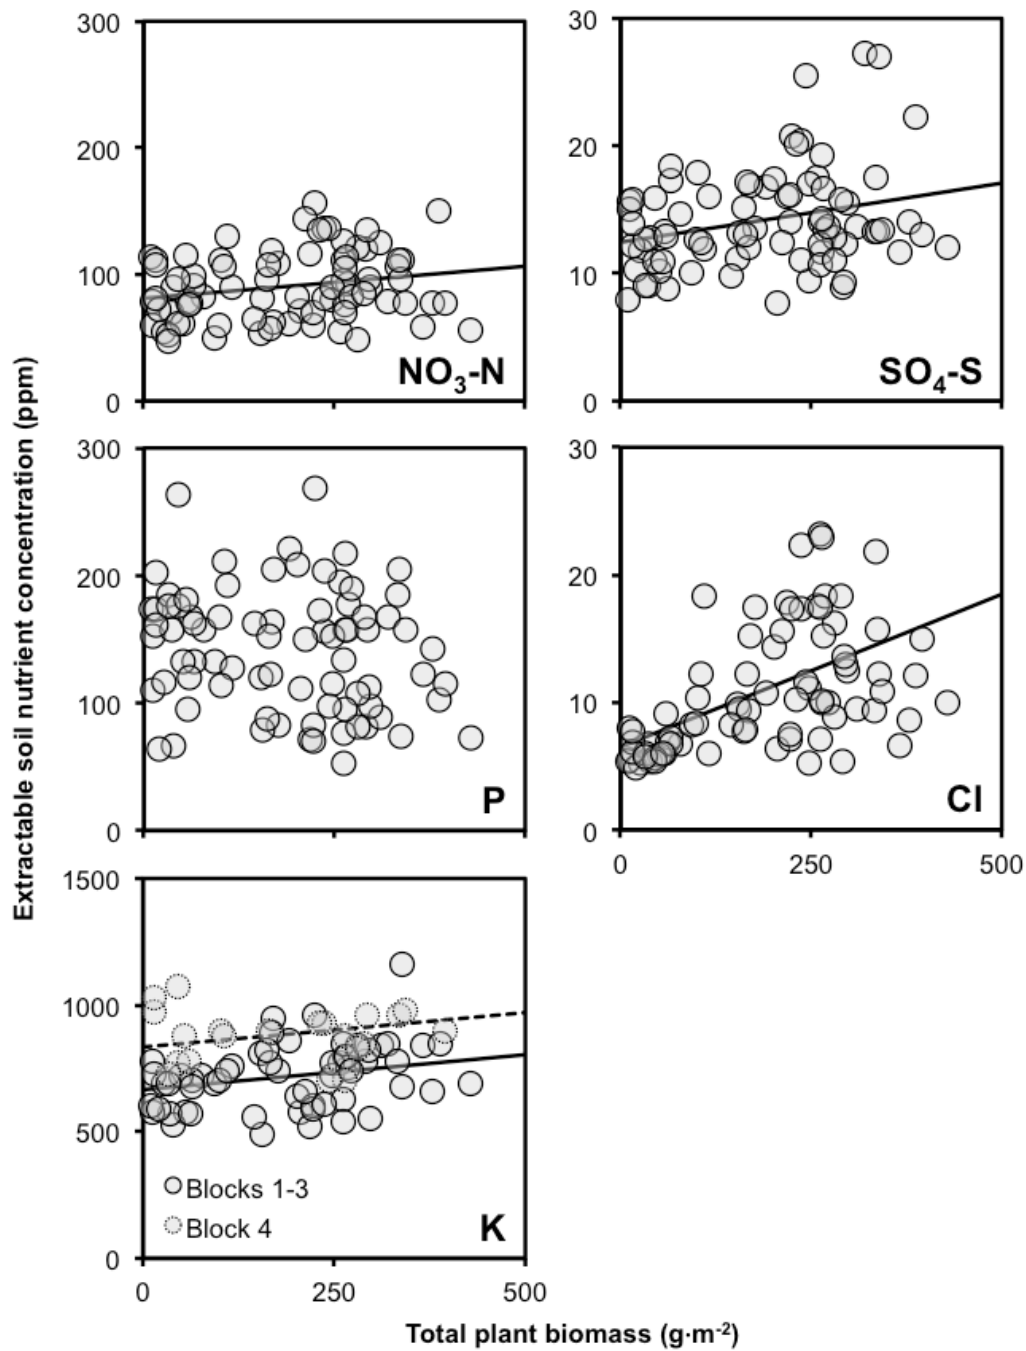 Extractable soil nutrient concentration (ppm)
300
200
100
0
NO₃-N
30
20
10
0
SO₄-S
300
200
100
0
P
30
20
10
0
Cl
0
250
500
1500
1000
500
0
Blocks 1-3
Block 4
K
0
250
500
Total plant biomass (g·m⁻²)